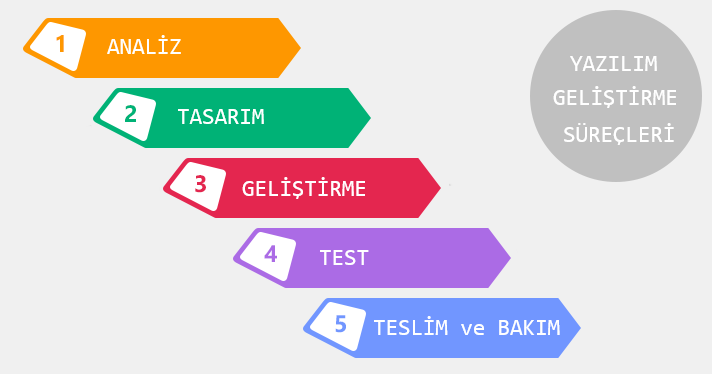 1 ANALİZ
2 TASARIM
3 GELİŞTİRME
4 TEST
5 TESLİM ve BAKIM
YAZILIM
GELİŞTİRME
SÜREÇLERİ